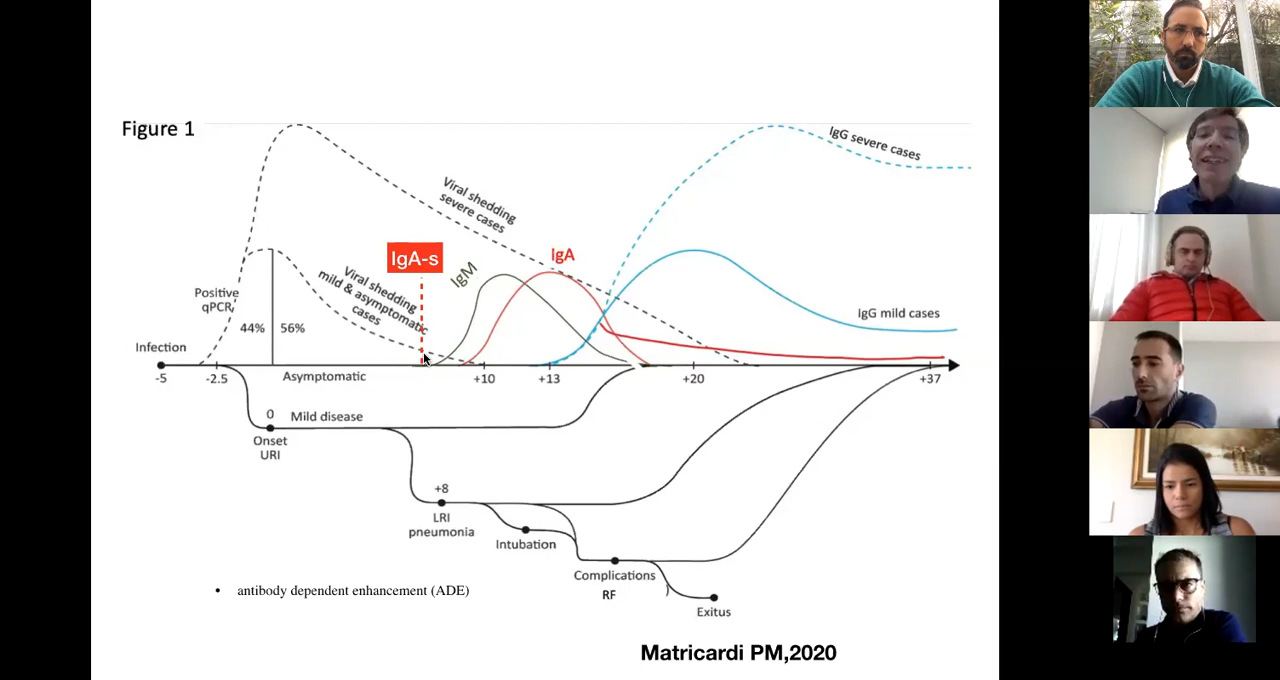 Figure 1
IgG severe cases
Viral shedding
severe cases
IgA-s
IgM
IgA
Viral shedding
mild & asymptomatic
cases
Positive
qPCR
44%
56%
IgG mild cases
Infection
-5
-2.5
Asymptomatic
+10
+13
+20
+37
0
Mild disease
Onset
URI
+8
LRI
pneumonia
Intubation
Complications
RF
Exitus
• antibody dependent enhancement (ADE)
Matricardi PM,2020